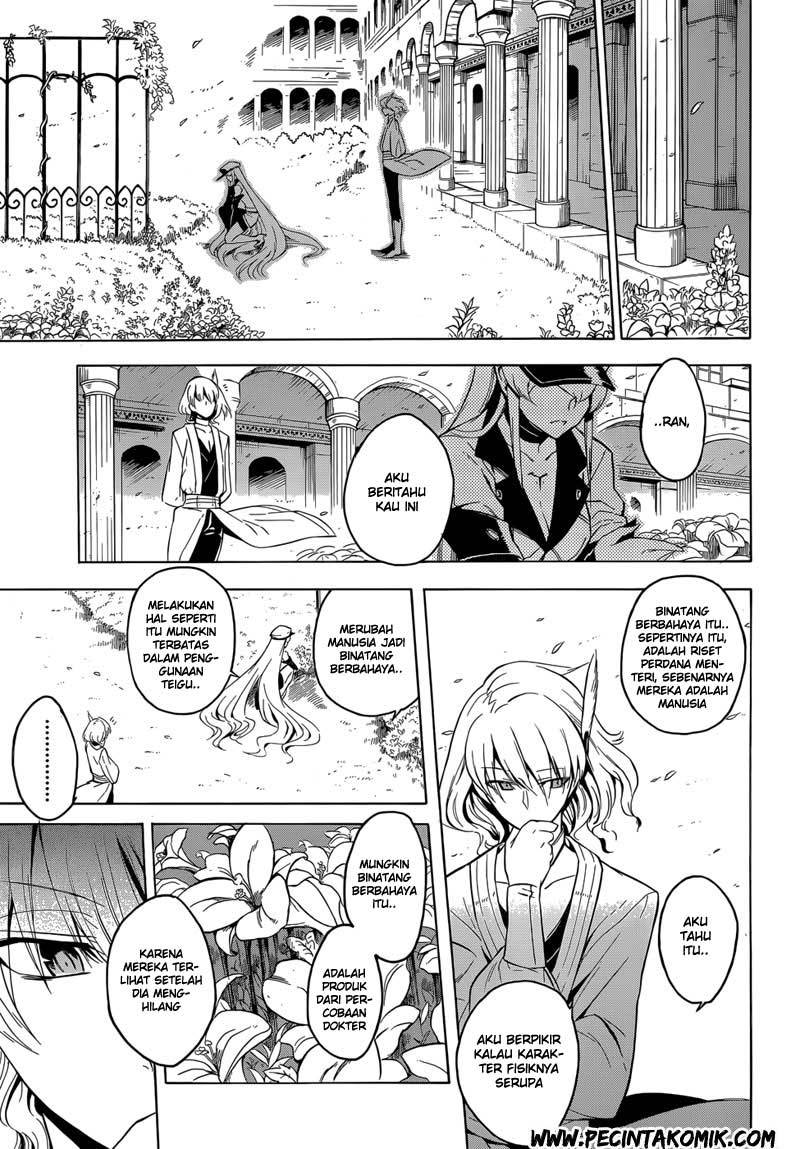 ..RAN,
AKU
BERITAHU
KAU INI
BINATANG
BERBAHAYA ITU..
SEPERTINYA ITU,
ADALAH RISET
PERDANA MEN-
TERI, SEBENARNYA
MEREKA ADALAH
MANUSIA
AKU
TAHU
ITU..
AKU BERPIKIR
KALAU KARAK-
TER FISIKNYA
SERUPA
MERUBAH
MANUSIA JADI
BINATANG
BERBAHAYA..
MELAKUKAN
HAL SEPERTI
ITU MUNGKIN
TERBATAS
DALAM PENG-
GUNAAN
TEIGU..
..........
MUNGKIN
BINATANG
BERBAHAYA
ITU..
ADALAH
PRODUK
DARI PER-
COBAAN
DOKTER
KARENA
MEREKA TER-
LIHAT SETELAH
DIA MENG-
HILANG
WWW.PECINTAKOMIK.COM